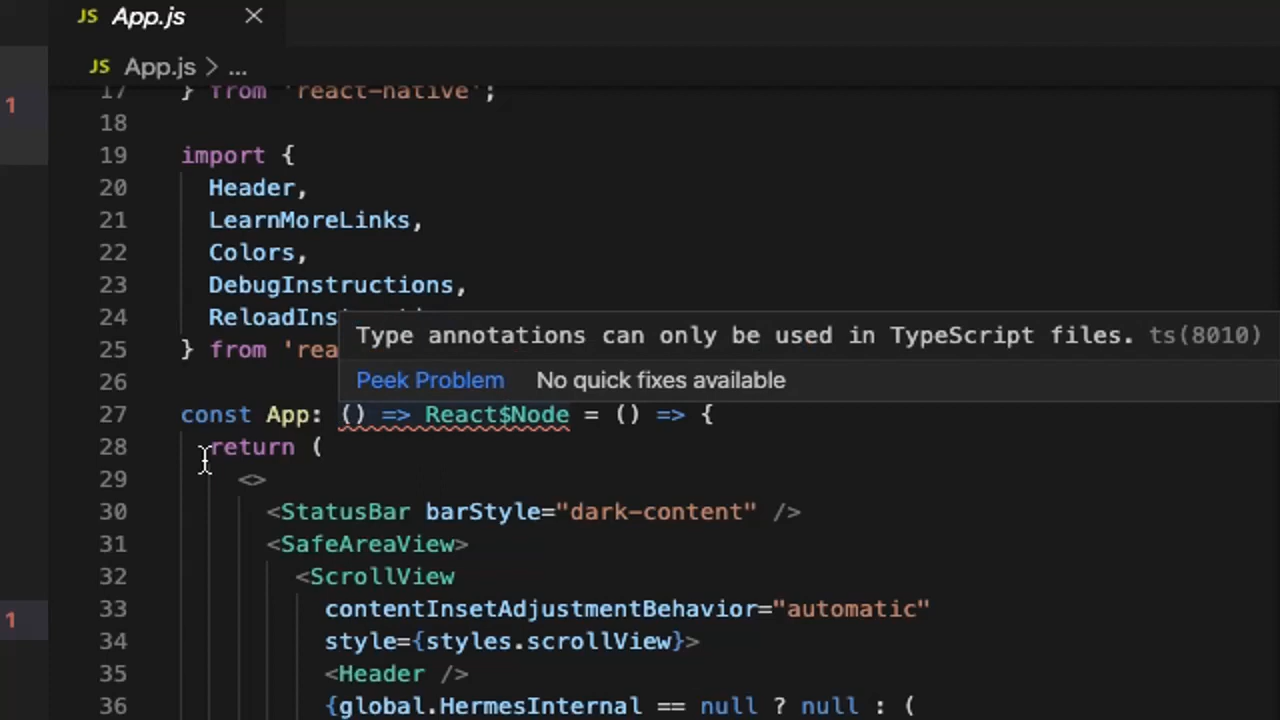 JS App.js ×
JS App.js > ...
1
17 } from 'react-native';
18
19 import {
20 Header,
21 LearnMoreLinks,
22 Colors,
23 DebugInstructions,
24 ReloadIns
Type annotations can only be used in TypeScript files. ts(8010)
25 } from 'rea
Peek Problem No quick fixes available
26
27 const App: () => React$Node = () => {
28 return (
29 <>
30 <StatusBar barStyle="dark-content" />
31 <SafeAreaView>
32 <ScrollView
33 contentInsetAdjustmentBehavior="automatic"
1
34 style={styles.scrollView}>
35 <Header />
36 {global.HermesInternal == null ? null : (